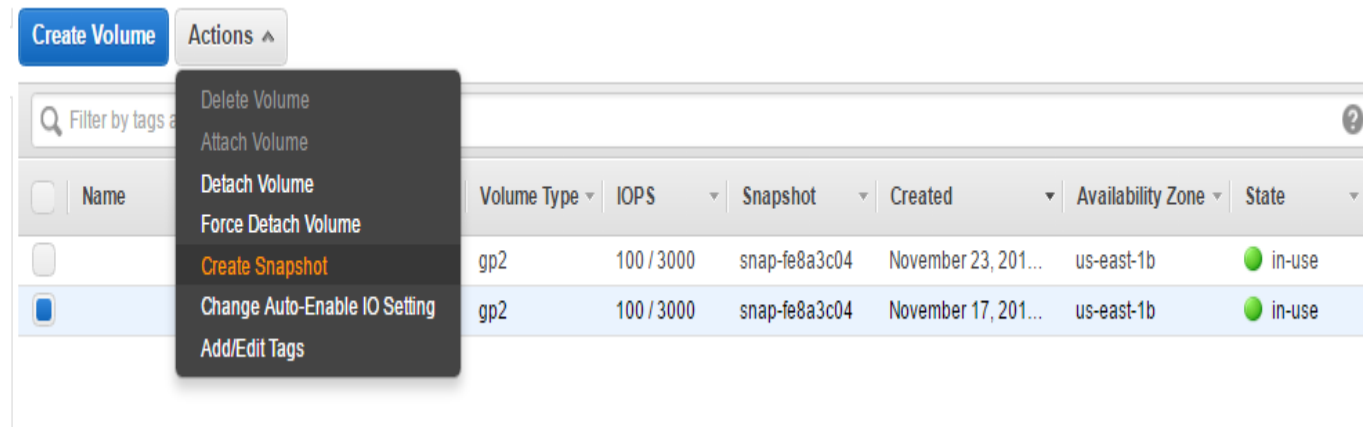 Create Volume Actions
Delete Volume
Filter by tags a
Attach Volume
Detach Volume
Force Detach Volume
Create Snapshot
Change Auto-Enable IO Setting
Add/Edit Tags
Name Volume Type IOPS Snapshot Created Availability Zone State
gp2 100 / 3000 snap-fe8a3c04 November 23, 201... us-east-1b in-use
gp2 100 / 3000 snap-fe8a3c04 November 17, 201... us-east-1b in-use